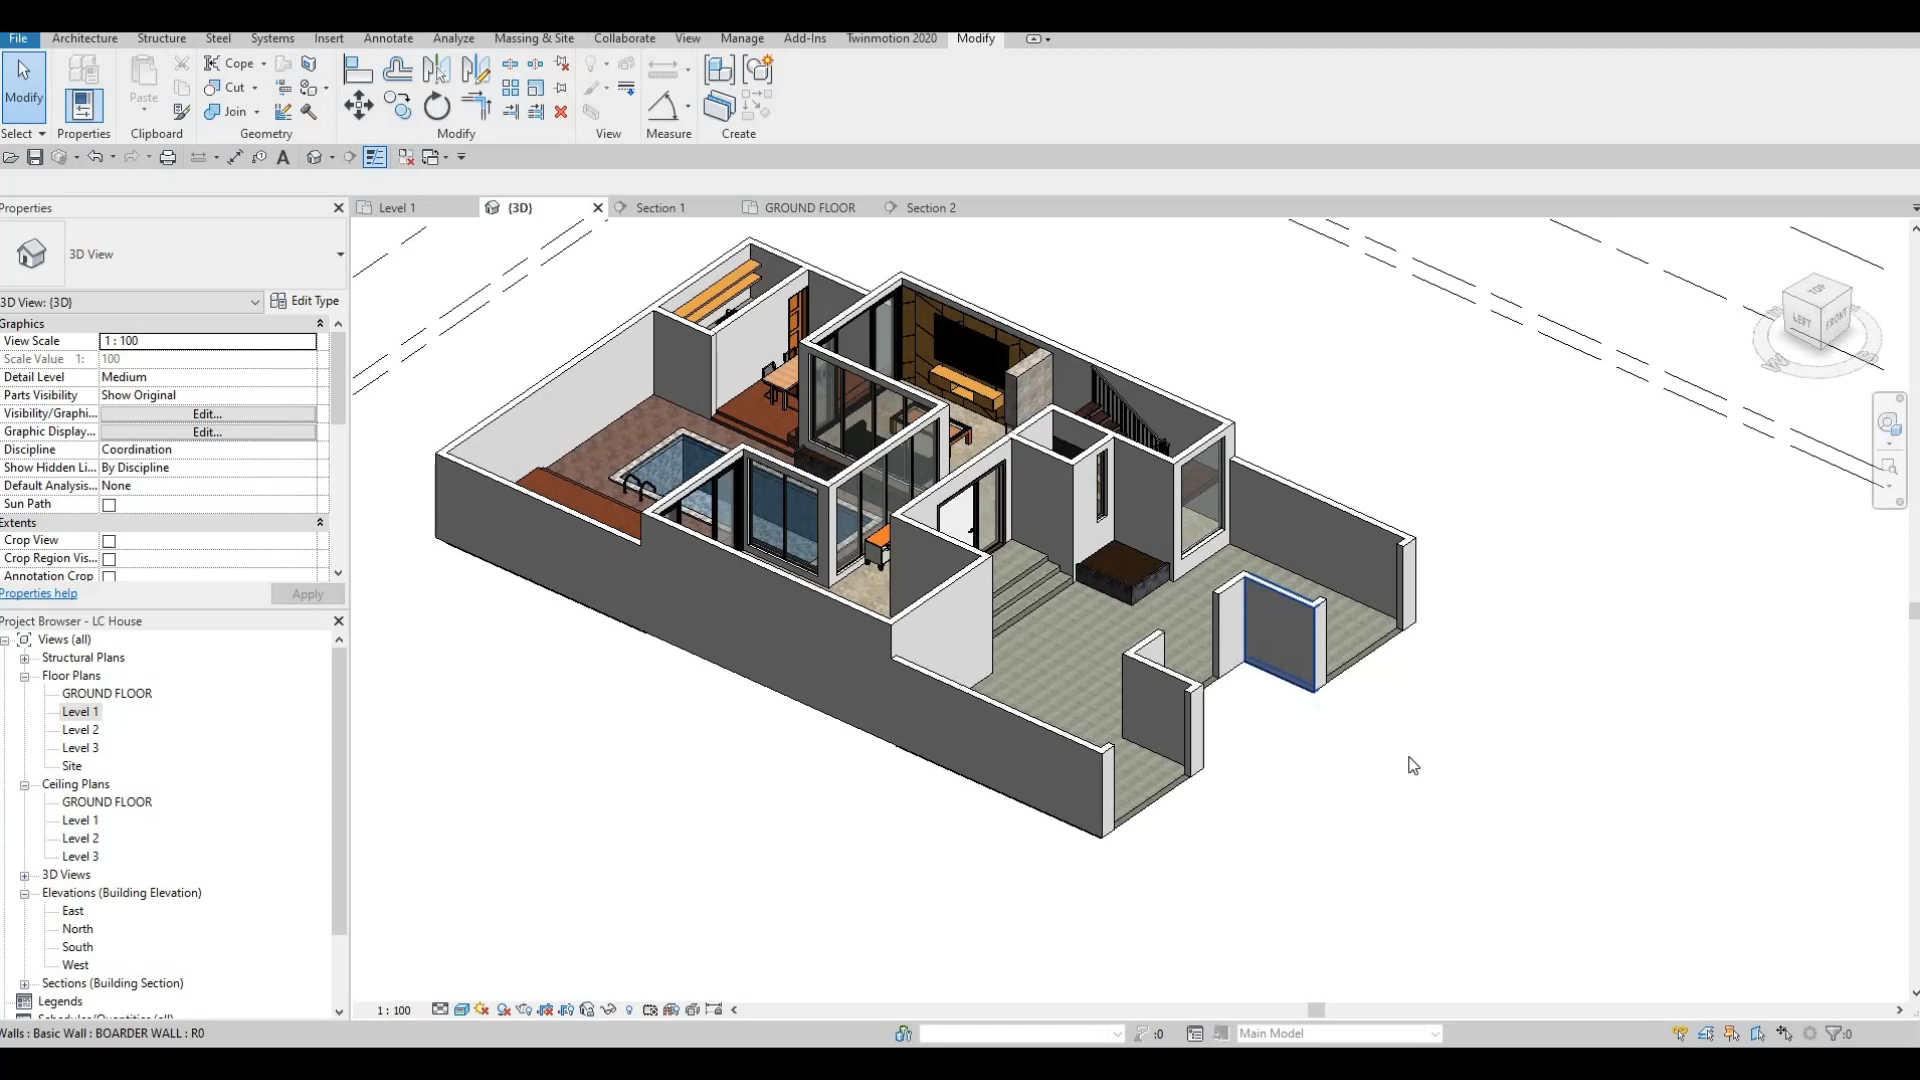 File Architecture Structure Steel Systems Insert Annotate Analyze Massing & Site Collaborate View Manage Add-Ins Twinmotion 2020 Modify
Cope
Cut
Join
Modify
Paste
Select Properties Clipboard Geometry Modify View Measure Create
Properties
Level 1 {3D} Section 1 GROUND FLOOR Section 2
3D View
3D View: {3D} Edit Type
Graphics
View Scale 1 : 100
Scale Value 1: 100
Detail Level Medium
Parts Visibility Show Original
Visibility/Graphi... Edit...
Graphic Display... Edit...
Discipline Coordination
Show Hidden Li... By Discipline
Default Analysis... None
Sun Path
Extents
Crop View
Crop Region Vis...
Annotation Crop
Properties help Apply
Project Browser - LC House
Views (all)
Structural Plans
Floor Plans
GROUND FLOOR
Level 1
Level 2
Level 3
Site
Ceiling Plans
GROUND FLOOR
Level 1
Level 2
Level 3
3D Views
Elevations (Building Elevation)
East
North
South
West
Sections (Building Section)
Legends
TOP
LEFT
FRONT
1 : 100
Walls : Basic Wall : BOARDER WALL : R0
:0
Main Model
:0